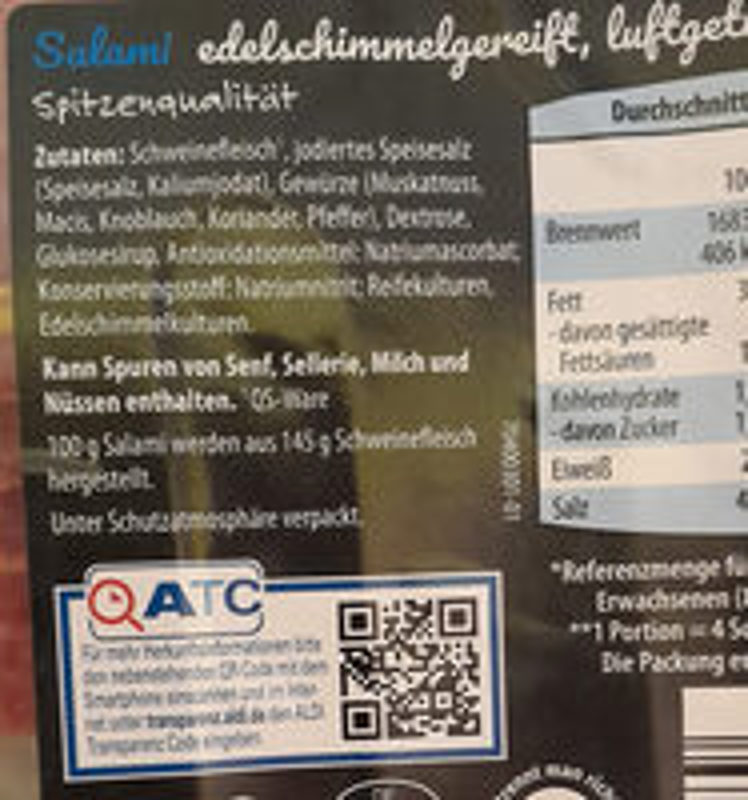 Salami edelschimmelgereift,
Spitzenqualität
Zutaten: Schweinefleisch¹, jodiertes Speisesalz
(Speisesalz, Kaliumjodat), Gewürze (Muskatnuss,
Macis, Knoblauch, Koriander, Pfeffer), Dextrose,
Glukosesirup, Antioxidationsmittel: Natriumascorbat;
Konservierungsstoff: Natriumnitrit; Reifekulturen,
Edelschimmelkulturen.
Kann Spuren von Senf, Sellerie, Milch und
Nüssen enthalten. ¹QS-Ware
100 g Salami werden aus 145 g Schweinefleisch
hergestellt.
Unter Schutzatmosphäre verpackt.
ATC
Für mehr Herkunftsinformationen bitte
den nebenstehenden QR-Code mit dem
Smartphone einscannen und im Inter-
net unter transparenz.aldi.de den ALDI
Transparenz Code eingeben.
Brennwert
406
Fett
- davon gesättigte
Fettsäuren
Kohlenhydrate
- davon Zucker
Eiweiß
Salz
*Referenzmenge
Erwachsenen
**1 Portion = 4
Die Packung
man